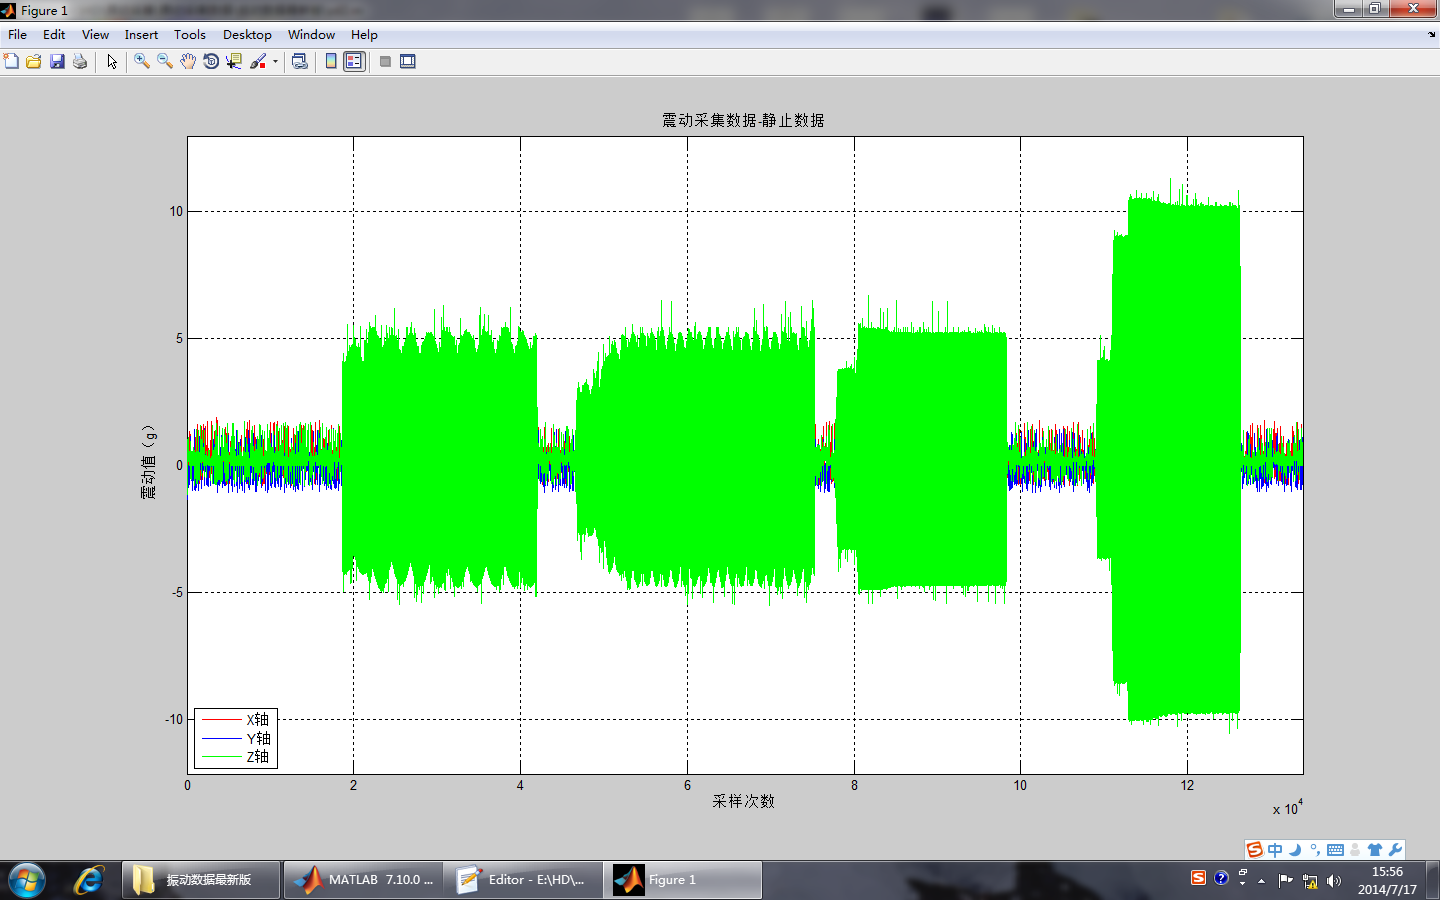 Figure 1
File Edit View Insert Tools Desktop Window Help
震动采集数据-静止数据
震动值（g）
10
5
0
-5
-10
X轴
Y轴
Z轴
0 2 4 6 8 10 12
采样次数
x 10⁴
中
振动数据最新版
MATLAB 7.10.0 ...
Editor - E:\HD\...
Figure 1
15:56
2014/7/17